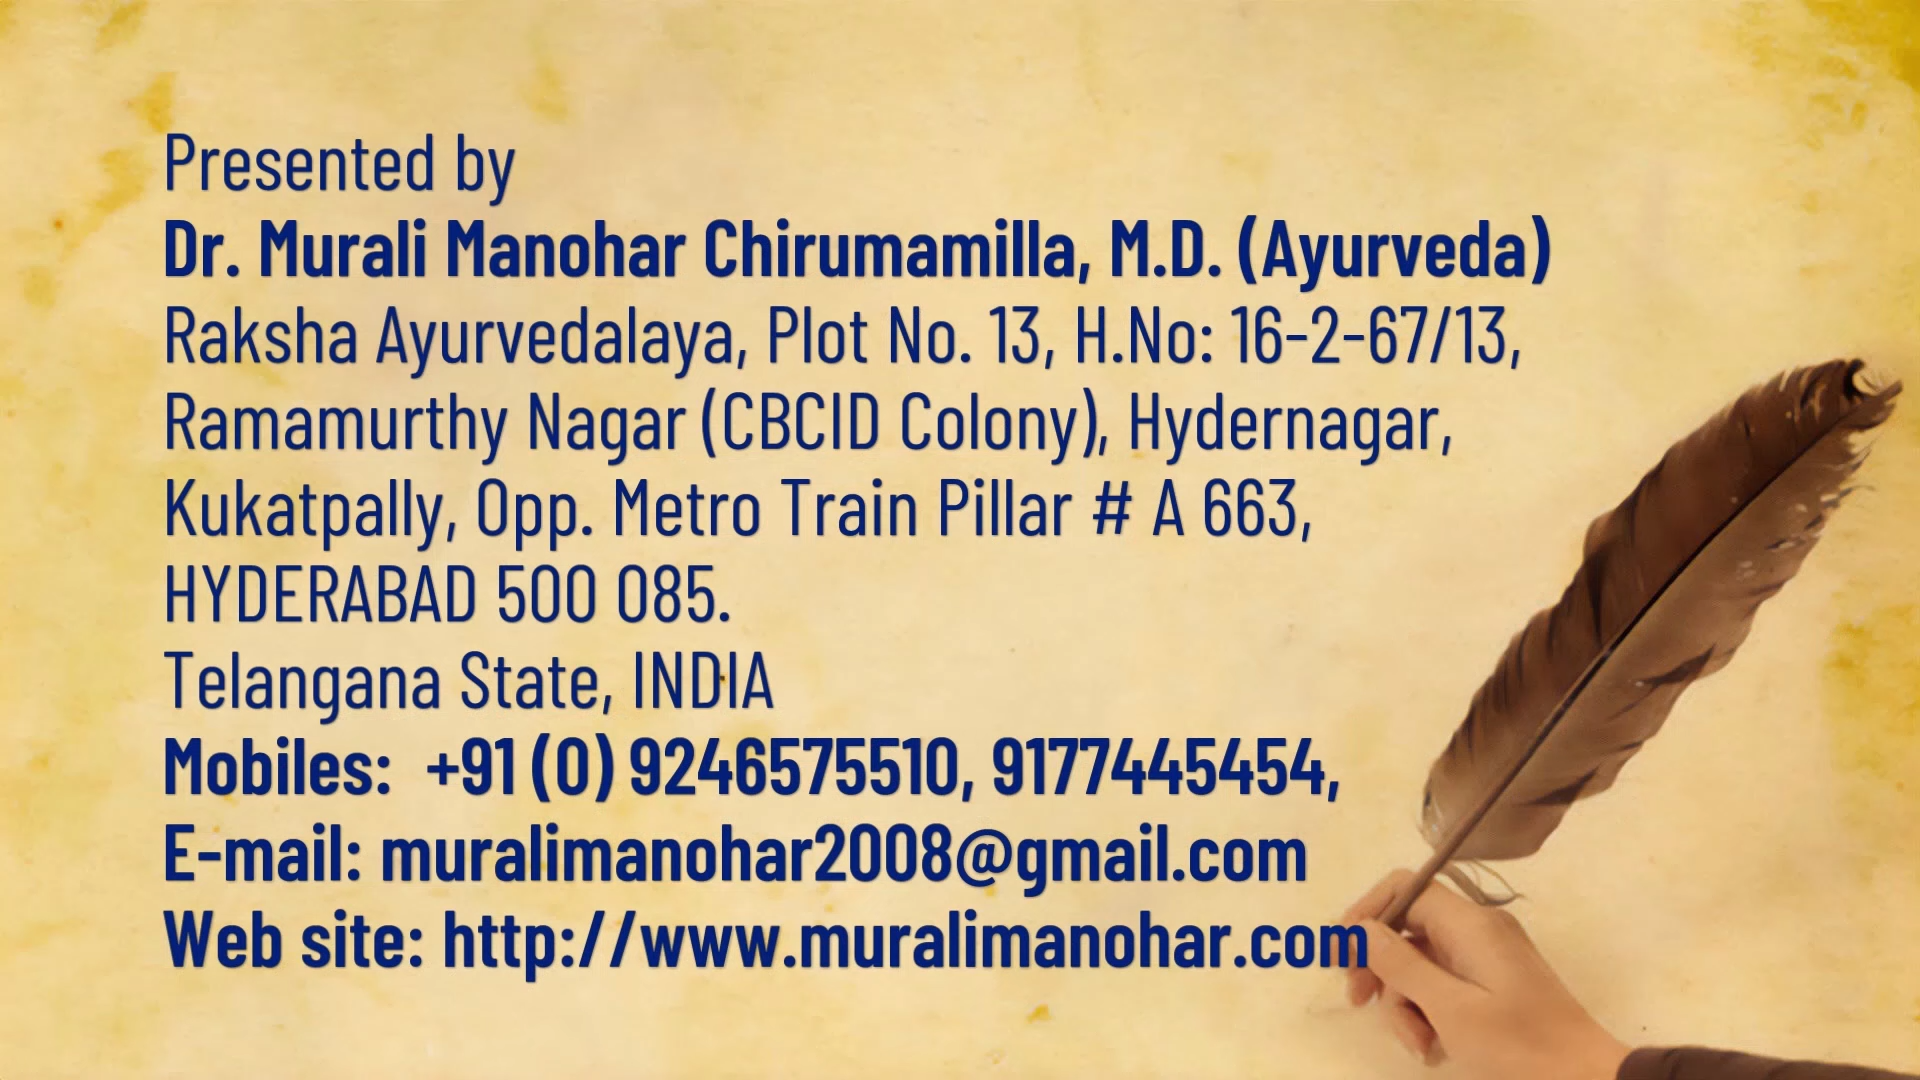 Presented by
Dr. Murali Manohar Chirumamilla, M.D. (Ayurveda)
Raksha Ayurvedalaya, Plot No. 13, H.No: 16-2-67/13,
Ramamurthy Nagar (CBCID Colony), Hydernagar,
Kukatpally, Opp. Metro Train Pillar # A 663,
HYDERABAD 500 085.
Telangana State, INDIA
Mobiles:  +91 (0) 9246575510, 9177445454,
E-mail: muralimanohar2008@gmail.com
Web site: http://www.muralimanohar.com